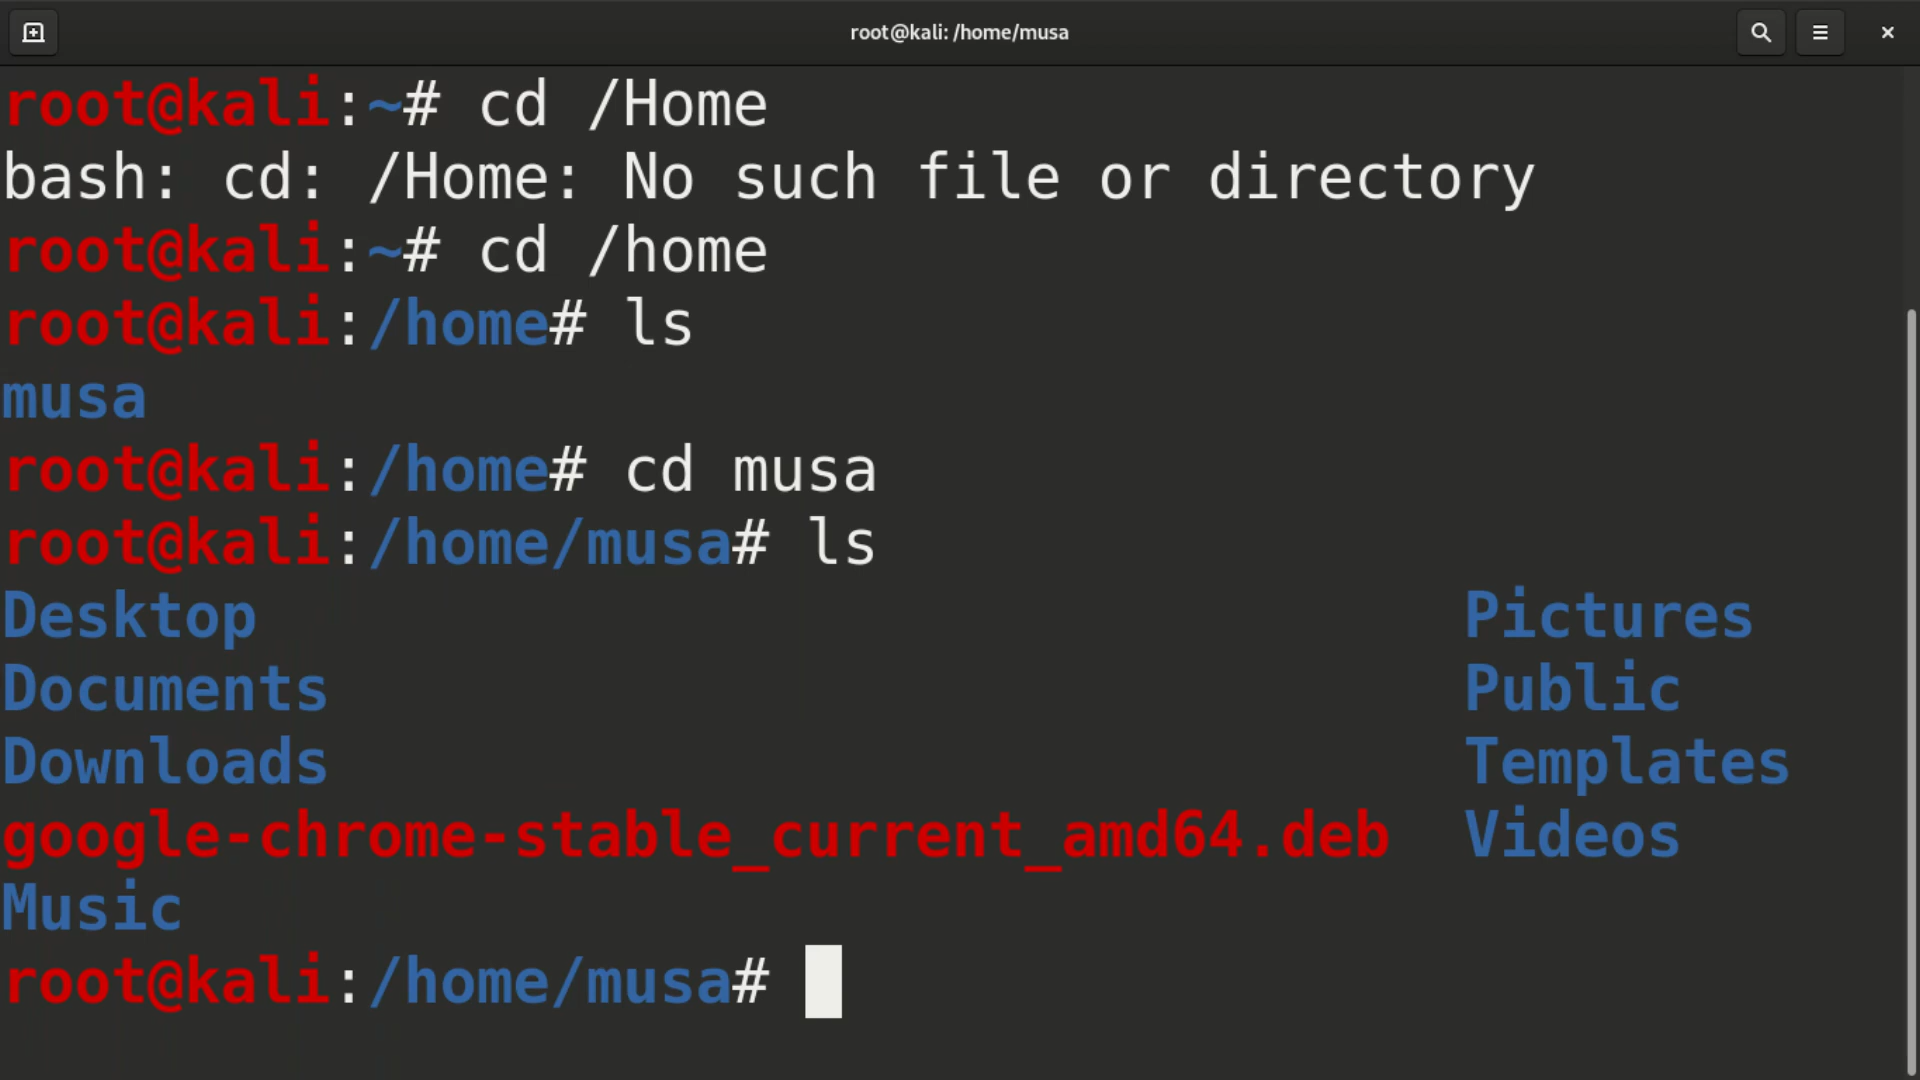 root@kali: /home/musa
root@kali:~# cd /Home
bash: cd: /Home: No such file or directory
root@kali:~# cd /home
root@kali:/home# ls
musa
root@kali:/home# cd musa
root@kali:/home/musa# ls
Desktop Pictures
Documents Public
Downloads Templates
google-chrome-stable_current_amd64.deb Videos
Music
root@kali:/home/musa#